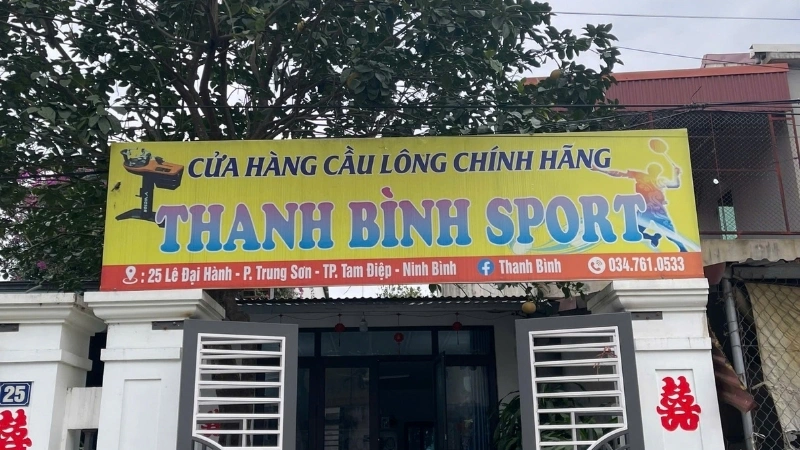 CỬA HÀNG CẦU LÔNG CHÍNH HÃNG
THANH BÌNH SPORT
: 25 Lê Đại Hành - P. Trung Sơn - TP. Tam Điệp - Ninh Bình
Thanh Bình
034.761.0533
25
囍
囍